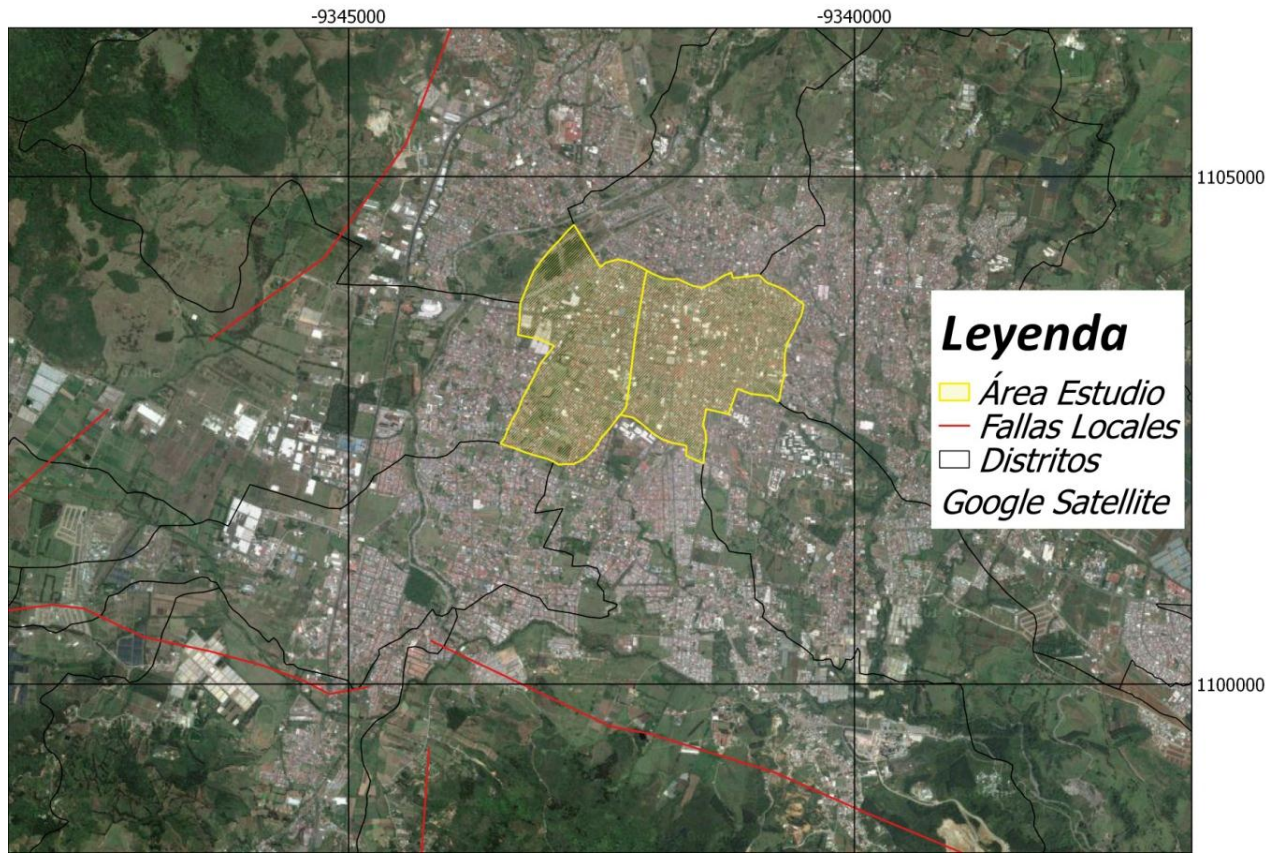 -9345000 -9340000
1105000
Leyenda
Área Estudio
Fallas Locales
Distritos
Google Satellite
1100000